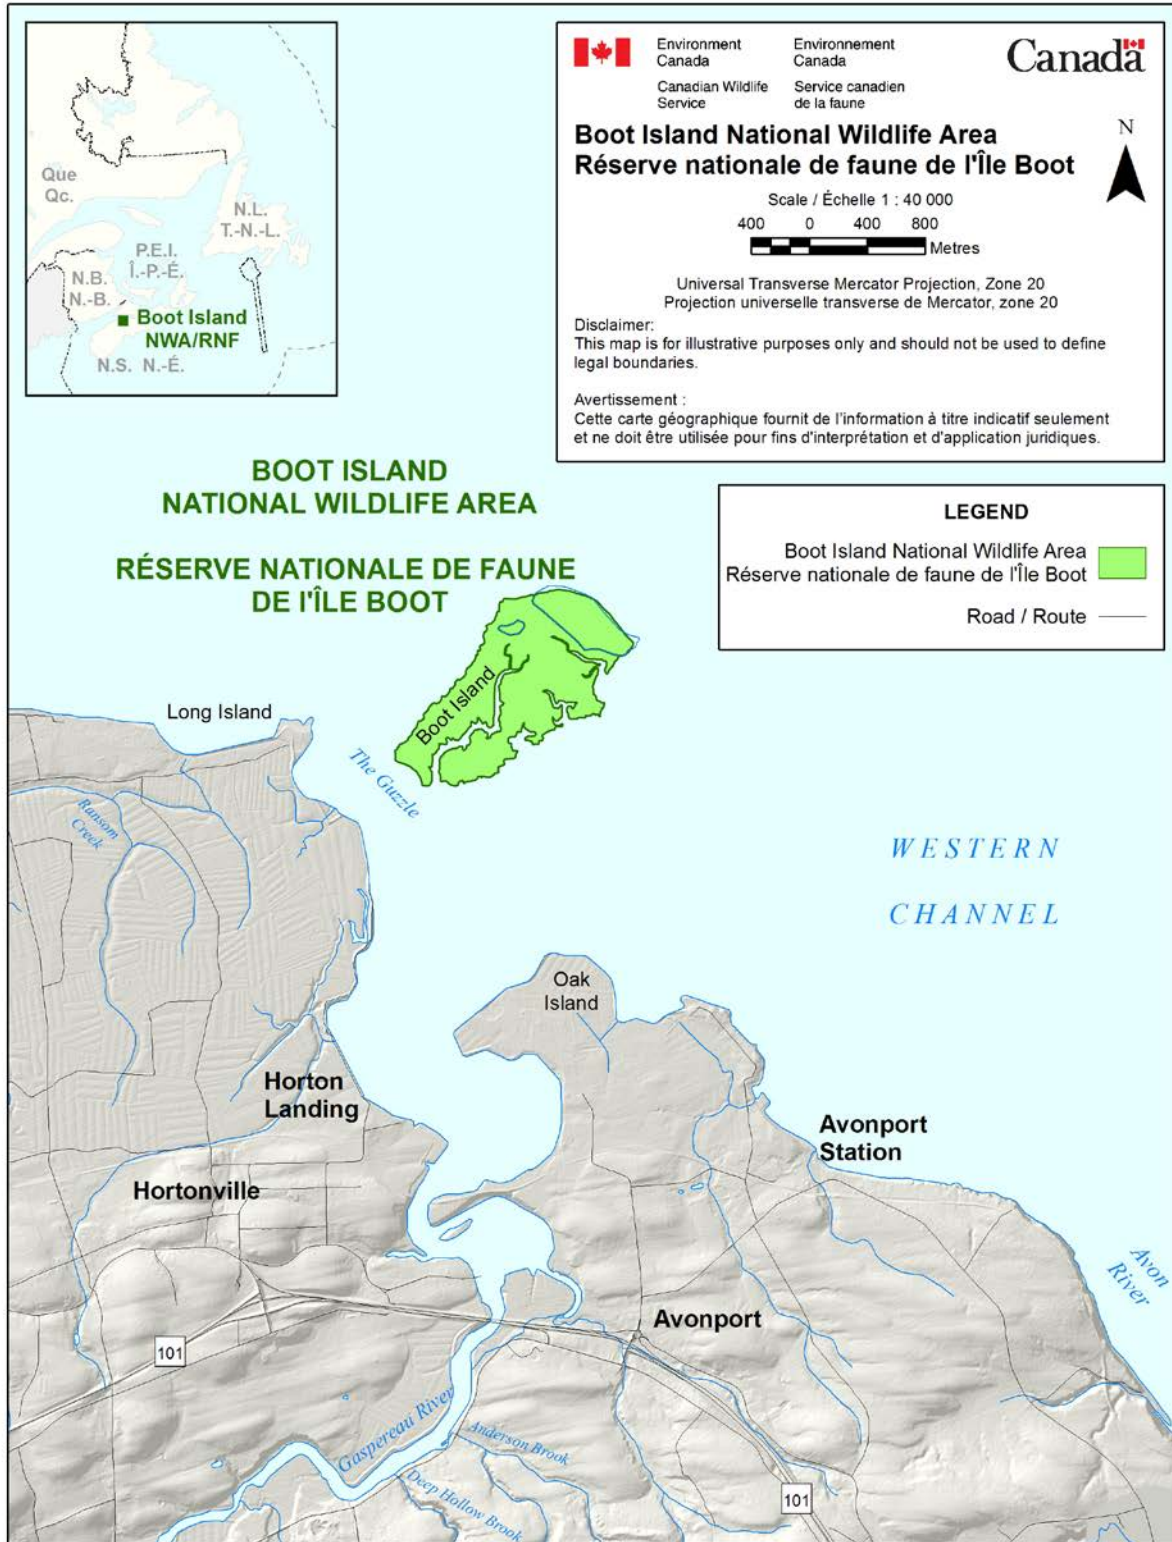 Que
Qc.
N.L.
T.-N.-L.
P.E.I.
Î.-P.-É.
N.B.
N.-B.
Boot Island
NWA/RNF
N.S. N.-É.
Environment
Canada
Canadian Wildlife
Service
Environnement
Canada
Service canadien
de la faune
Canada
Boot Island National Wildlife Area
Réserve nationale de faune de l'Île Boot
N
Scale / Échelle 1 : 40 000
400 0 400 800
Metres
Universal Transverse Mercator Projection, Zone 20
Projection universelle transverse de Mercator, zone 20
Disclaimer:
This map is for illustrative purposes only and should not be used to define
legal boundaries.
Avertissement :
Cette carte géographique fournit de l'information à titre indicatif seulement
et ne doit être utilisée pour fins d'interprétation et d'application juridiques.
BOOT ISLAND
NATIONAL WILDLIFE AREA
RÉSERVE NATIONALE DE FAUNE
DE l'ÎLE BOOT
LEGEND
Boot Island National Wildlife Area
Réserve nationale de faune de l'Île Boot
Road / Route
Boot Island
Long Island
The Guzzle
Ransom
Creek
WESTERN
CHANNEL
Oak
Island
Horton
Landing
Avonport
Station
Hortonville
Avon
River
Avonport
101
Gaspereau River
Anderson Brook
Deep Hollow Brook
101